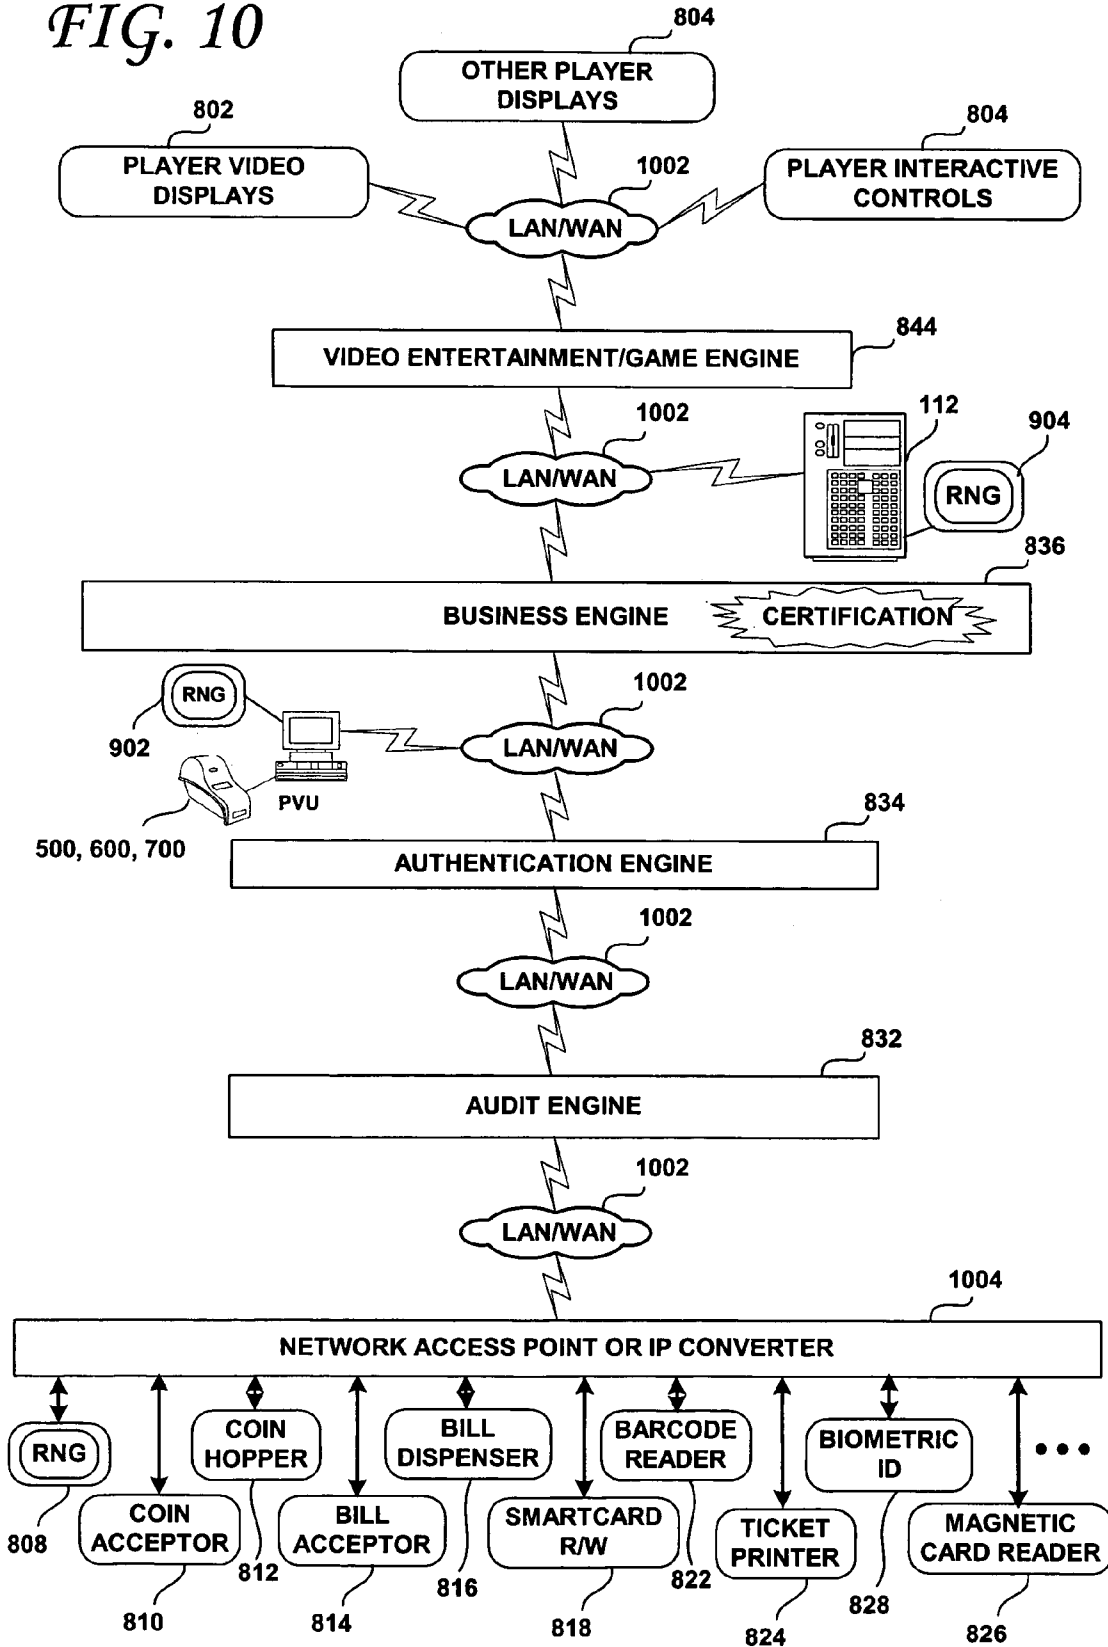 FIG. 10
804
OTHER PLAYER
DISPLAYS
802
PLAYER VIDEO
DISPLAYS
1002
LAN/WAN
804
PLAYER INTERACTIVE
CONTROLS
844
VIDEO ENTERTAINMENT/GAME ENGINE
1002
LAN/WAN
112
904
RNG
836
BUSINESS ENGINE
CERTIFICATION
RNG
902
PVU
500, 600, 700
1002
LAN/WAN
834
AUTHENTICATION ENGINE
1002
LAN/WAN
832
AUDIT ENGINE
1002
LAN/WAN
1004
NETWORK ACCESS POINT OR IP CONVERTER
RNG
808
COIN
ACCEPTOR
810
COIN
HOPPER
812
BILL
ACCEPTOR
814
BILL
DISPENSER
816
SMARTCARD
R/W
818
BARCODE
READER
822
TICKET
PRINTER
824
BIOMETRIC
ID
828
MAGNETIC
CARD READER
826